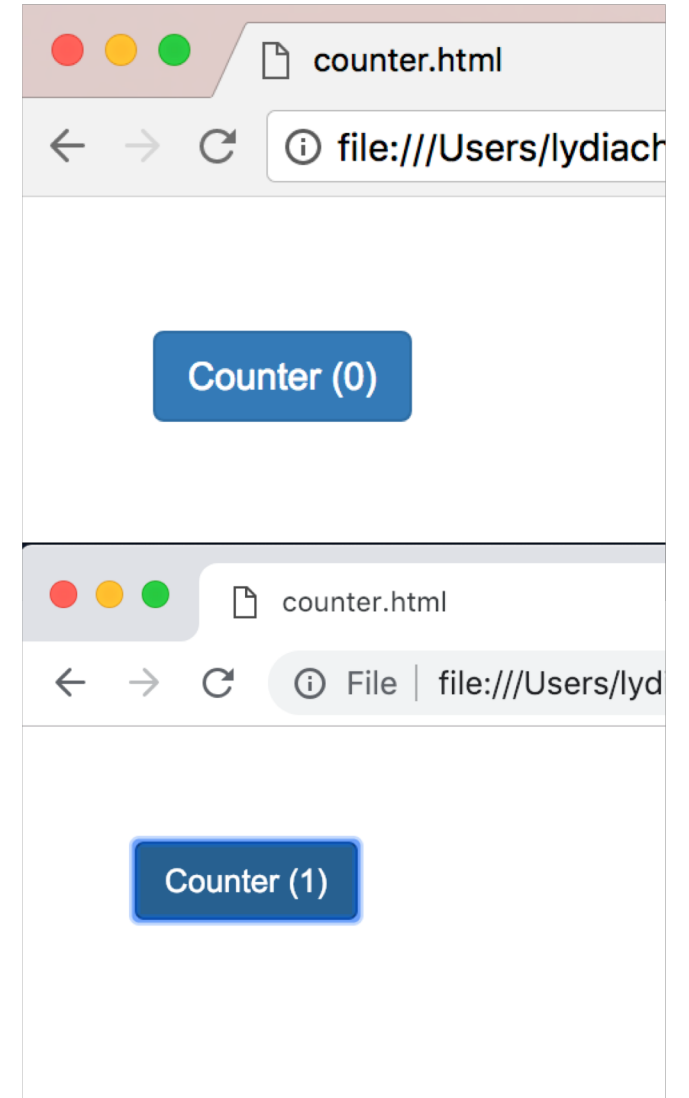 counter.html
file:///Users/lydiach
Counter (0)
counter.html
File | file:///Users/lyd
Counter (1)